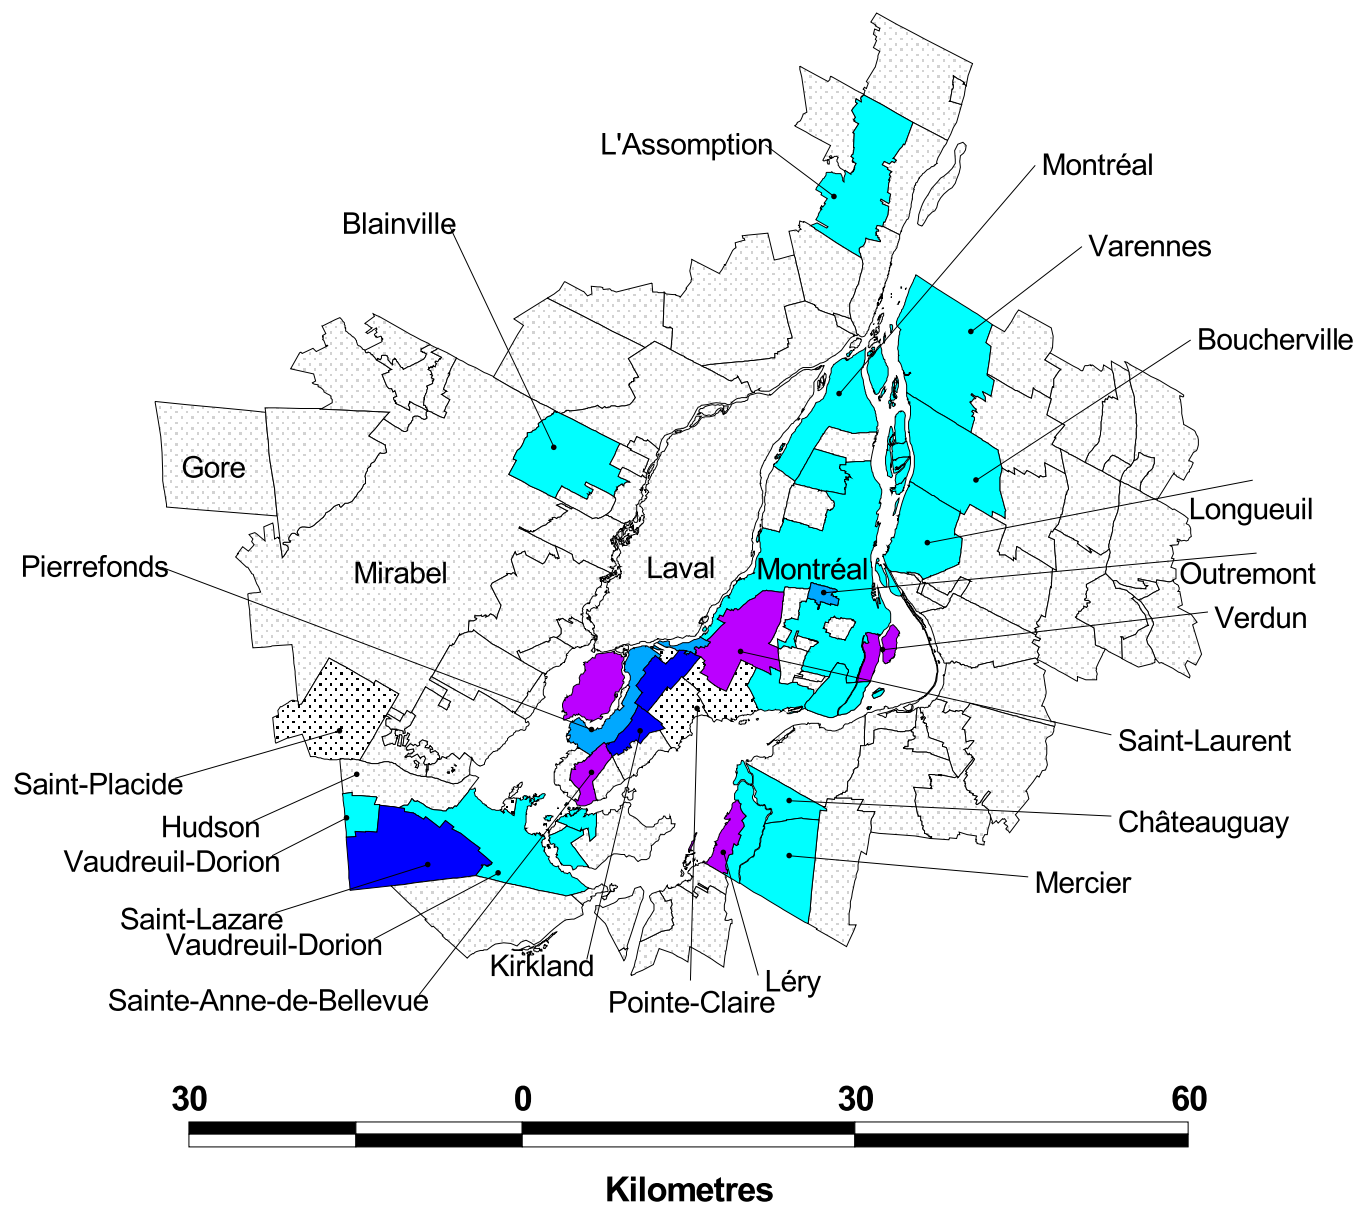 L'Assomption
Montréal
Blainville
Varennes
Boucherville
Gore
Longueuil
Pierrefonds
Mirabel
Laval
Montréal
Outremont
Verdun
Saint-Laurent
Saint-Placide
Hudson
Châteauguay
Vaudreuil-Dorion
Mercier
Saint-Lazare
Vaudreuil-Dorion
Kirkland
Léry
Sainte-Anne-de-Bellevue
Pointe-Claire
30 0 30 60
Kilometres